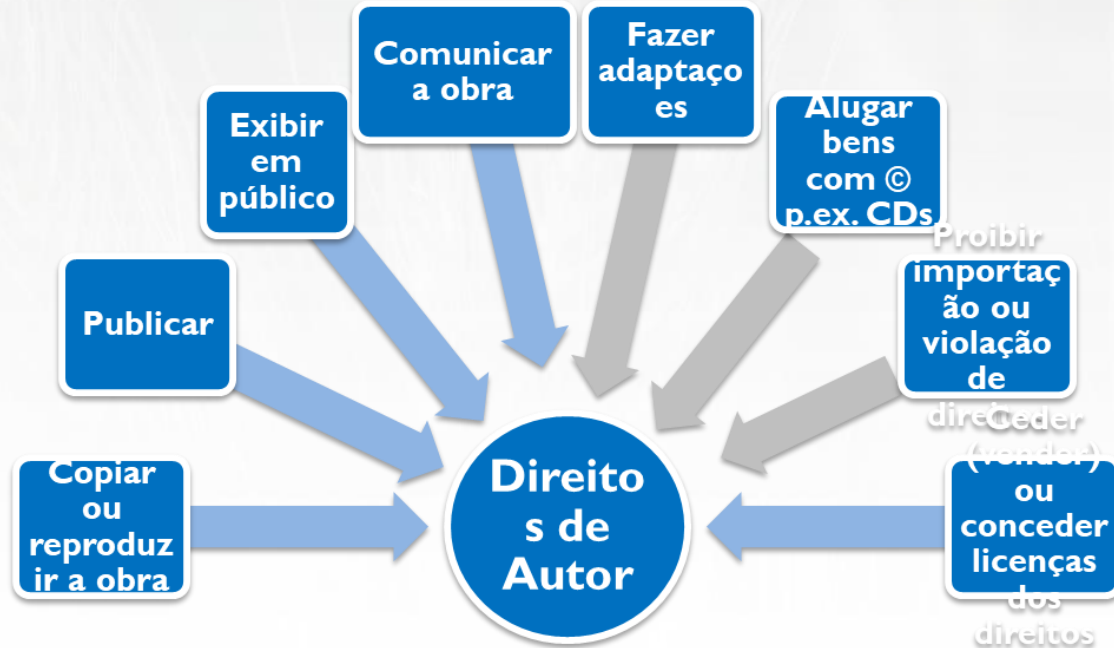 Copiar
ou
reproduz
ir a obra
Publicar
Exibir
em
público
Comunicar
a obra
Fazer
adaptaço
es
Alugar
bens
com ©
p.ex. CDs
Proibir
importaç
ão ou
violação
de
Ceder
(vender)
ou
conceder
licenças
dos
direitos
Direito
s de
Autor